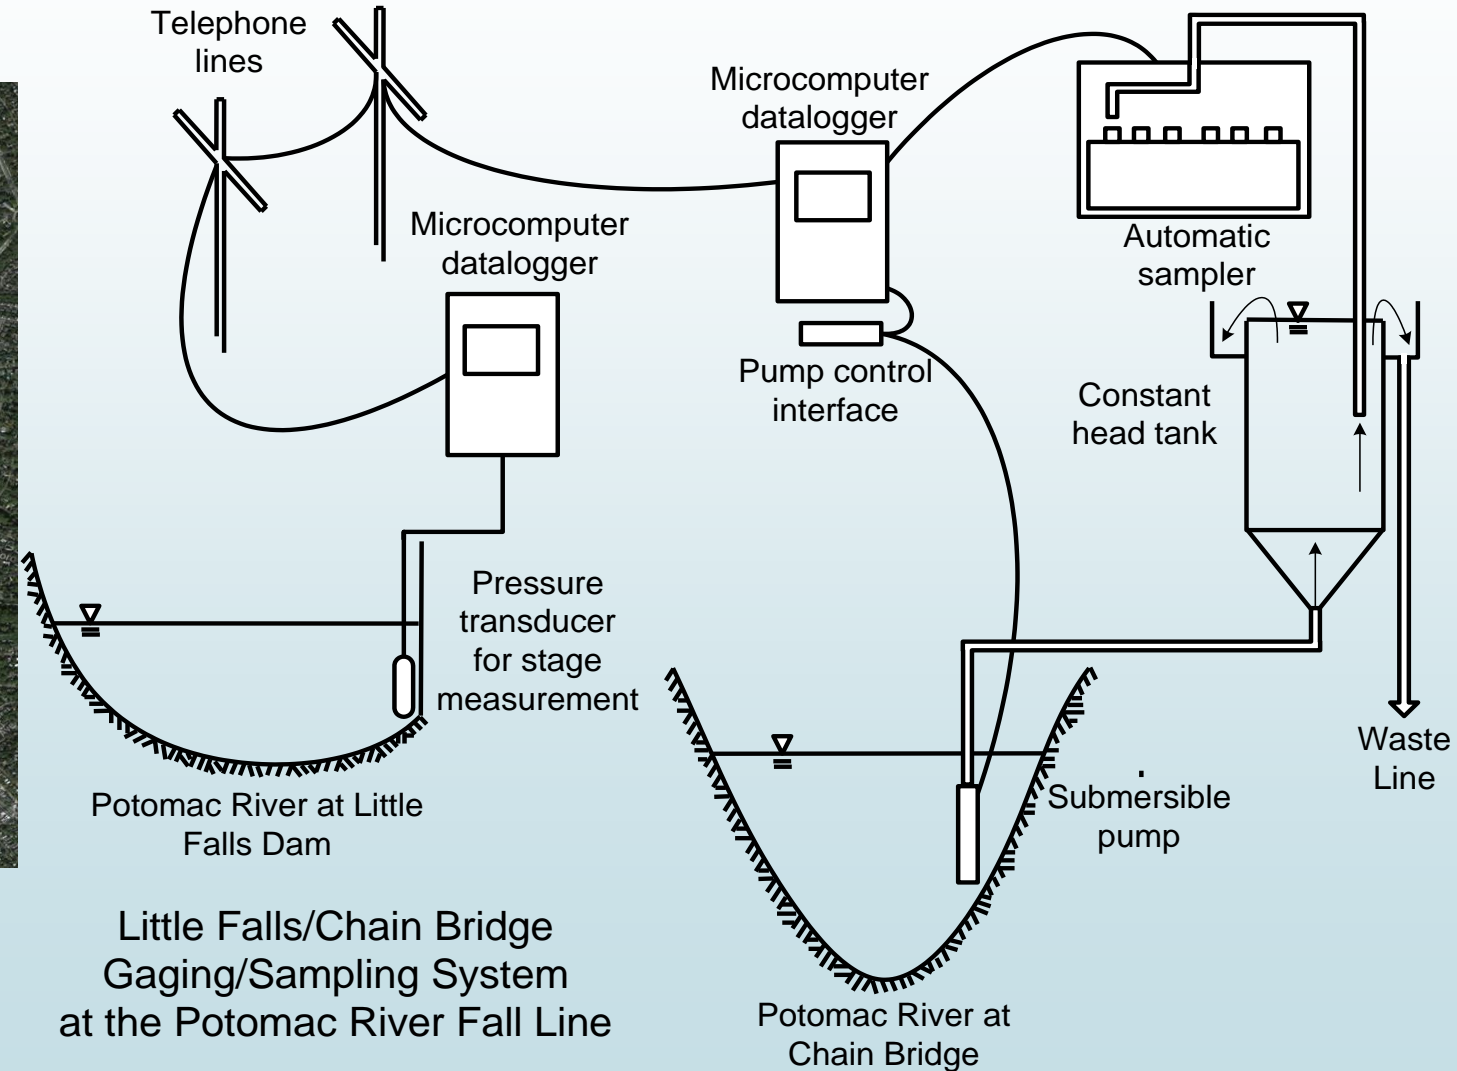 Telephone
lines
Microcomputer
datalogger
Microcomputer
datalogger
Automatic
sampler
Pump control
interface
Constant
head tank
Pressure
transducer
for stage
measurement
Waste
Line
Submersible
pump
Potomac River at Little
Falls Dam
Little Falls/Chain Bridge
Gaging/Sampling System
at the Potomac River Fall Line
Potomac River at
Chain Bridge